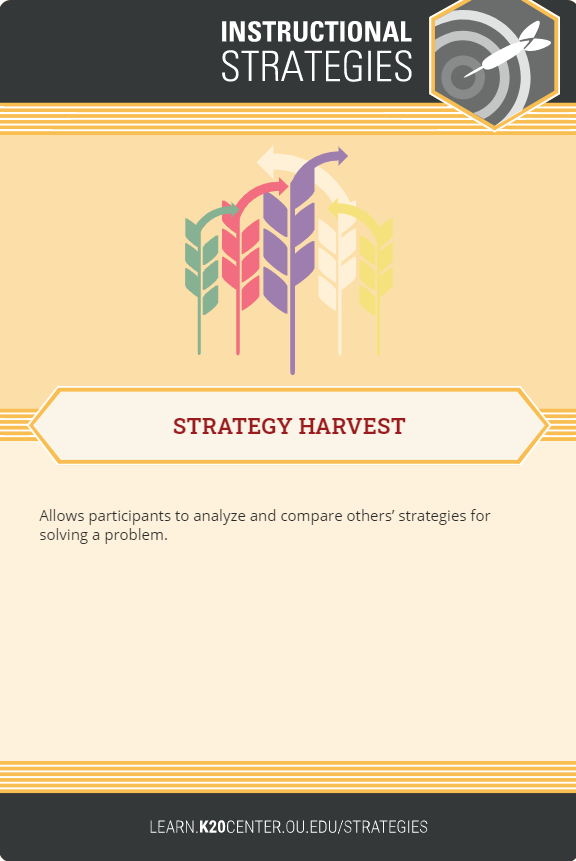 INSTRUCTIONAL
STRATEGIES
STRATEGY HARVEST
Allows participants to analyze and compare others’ strategies for
solving a problem.
LEARN.K20CENTER.OU.EDU/STRATEGIES